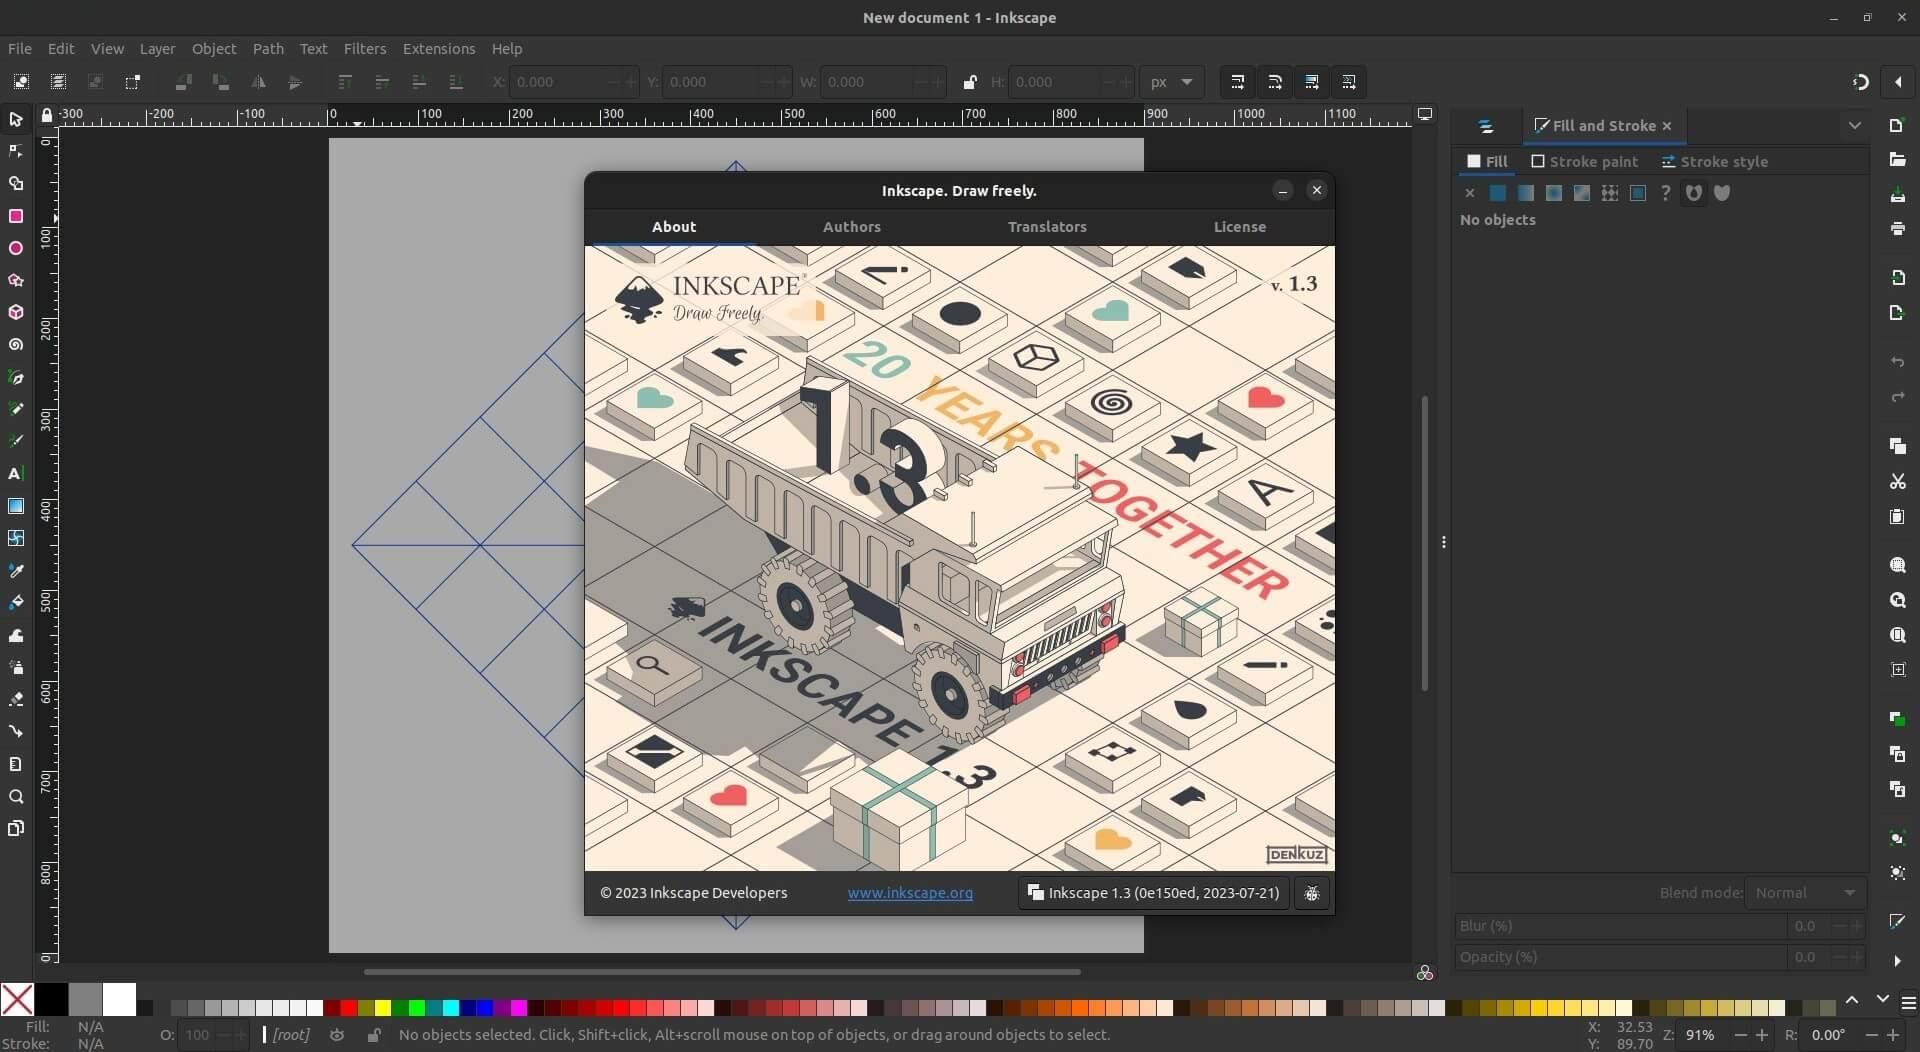 New document 1 - Inkscape
File Edit View Layer Object Path Text Filters Extensions Help
X: 0.000 Y: 0.000 W: 0.000 H: 0.000 px
-300 -200 -100 0 100 200 300 400 500 600 700 800 900 1000 1100
0
100
200
300
400
500
600
700
800
Fill and Stroke
Fill Stroke paint Stroke style
?
No objects
Inkscape. Draw freely.
About Authors Translators License
INKSCAPE
Draw Freely.
v. 1.3
20 YEARS TOGETHER
1.3
A
INKSCAPE 1.3
DENKUZ
© 2023 Inkscape Developers www.inkscape.org Inkscape 1.3 (0e150ed, 2023-07-21)
Blend mode: Normal
Blur (%) 0.0
Opacity (%) 0.0
Fill: N/A
Stroke: N/A
O: 100 [root] No objects selected. Click, Shift+click, Alt+scroll mouse on top of objects, or drag around objects to select.
X: 32.53
Y: 89.70
Z: 91% R: 0.00°